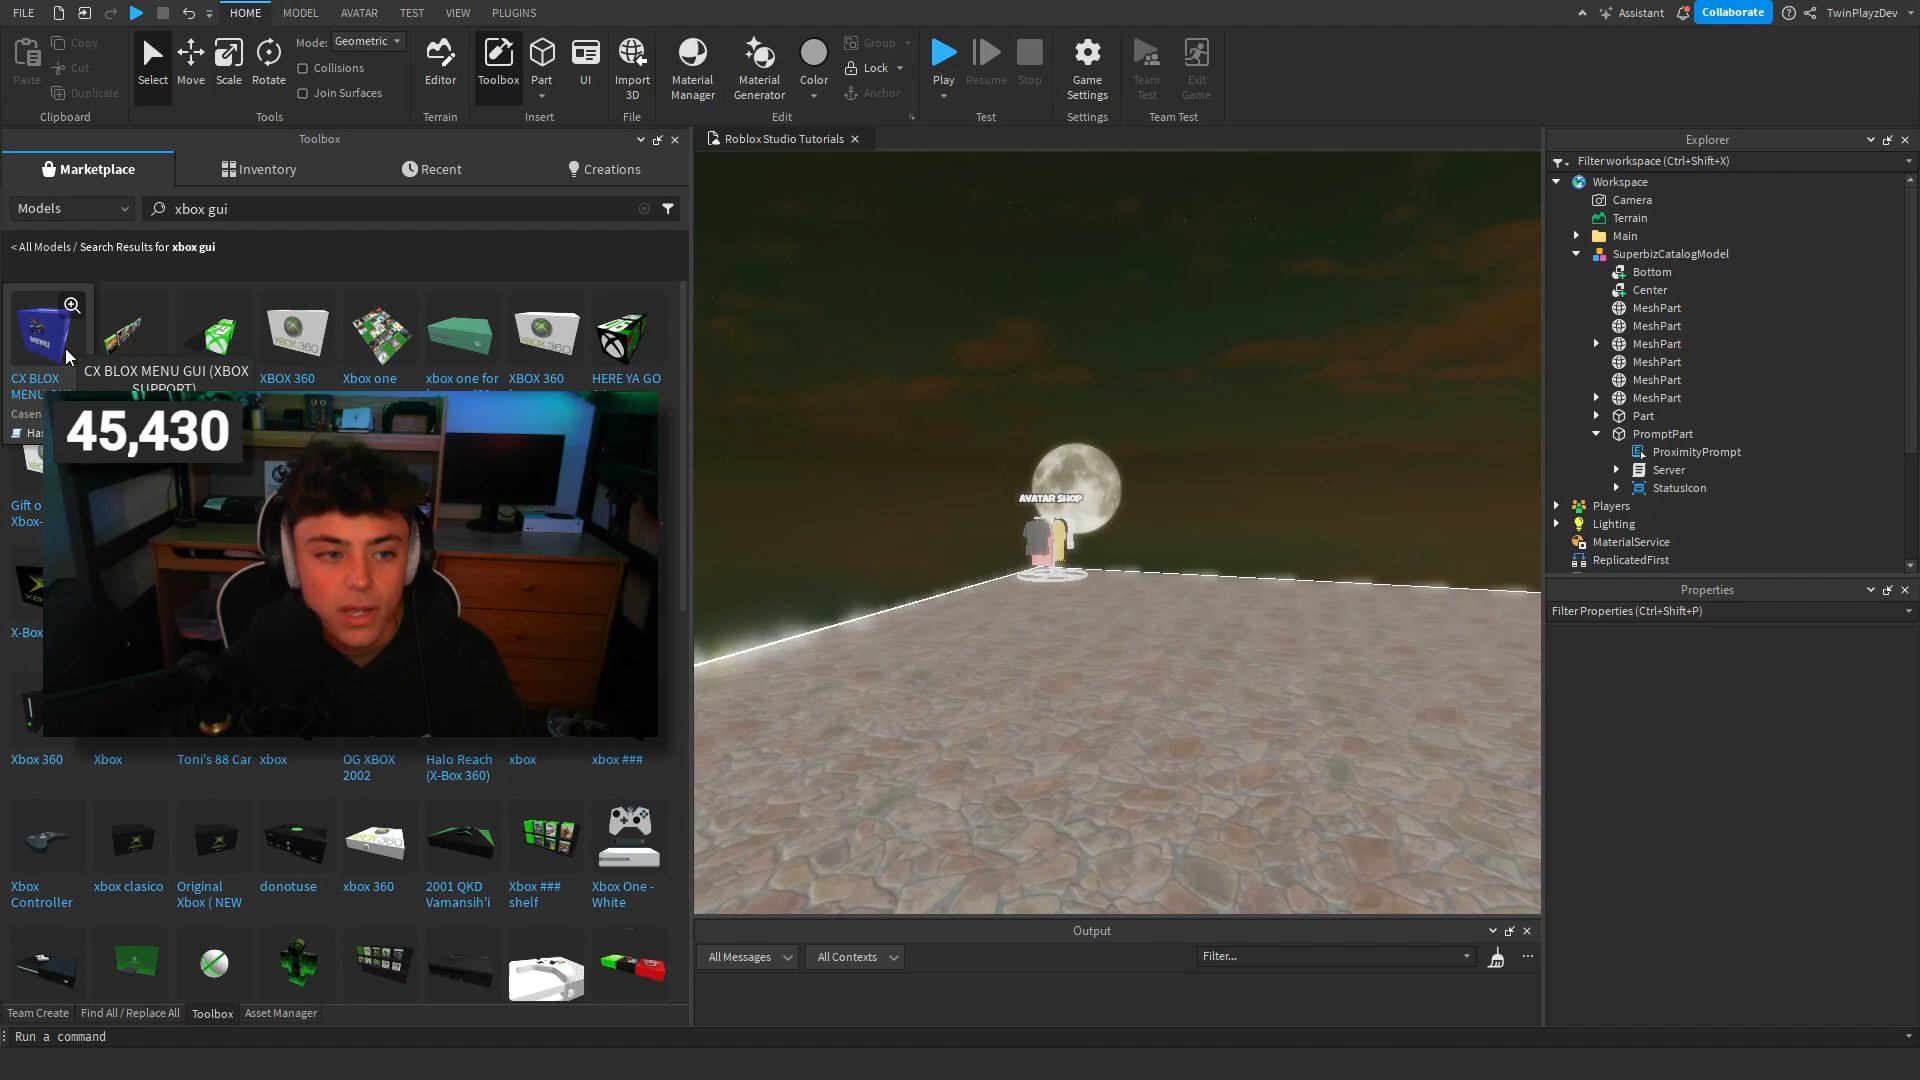 FILE
HOME
MODEL
AVATAR
TEST
VIEW
PLUGINS
Assistant
Collaborate
TwinPlayzDev
Paste
Copy
Cut
Duplicate
Clipboard
Select
Move
Scale
Rotate
Mode:
Geometric
Collisions
Join Surfaces
Tools
Editor
Terrain
Toolbox
Part
UI
Insert
Import
3D
File
Material
Manager
Material
Generator
Color
Group
Lock
Anchor
Edit
Play
Resume
Stop
Test
Game
Settings
Settings
Team
Test
Exit
Game
Team Test
Toolbox
Marketplace
Inventory
Recent
Creations
Models
xbox gui
< All Models / Search Results for xbox gui
MENU
CX BLOX
MENU
CX BLOX MENU GUI (XBOX
SUPPORT)
XBOX 360
Xbox one
xbox one for
XBOX 360
HERE YA GO
Casen
Has
45,430
Gift of
Xbox-
X-Box
Xbox 360
Xbox
Toni's 88 Car
xbox
OG XBOX
2002
Halo Reach
(X-Box 360)
xbox
xbox ###
Xbox
Controller
xbox clasico
Original
Xbox ( NEW
donotuse
xbox 360
2001 QKD
Vamansih'i
Xbox ###
shelf
Xbox One -
White
Team Create
Find All / Replace All
Toolbox
Asset Manager
Run a command
Roblox Studio Tutorials
AVATAR SHOP
Output
All Messages
All Contexts
Filter...
Explorer
Filter workspace (Ctrl+Shift+X)
Workspace
Camera
Terrain
Main
SuperbizCatalogModel
Bottom
Center
MeshPart
MeshPart
MeshPart
MeshPart
MeshPart
MeshPart
Part
PromptPart
ProximityPrompt
Server
StatusIcon
Players
Lighting
MaterialService
ReplicatedFirst
Properties
Filter Properties (Ctrl+Shift+P)